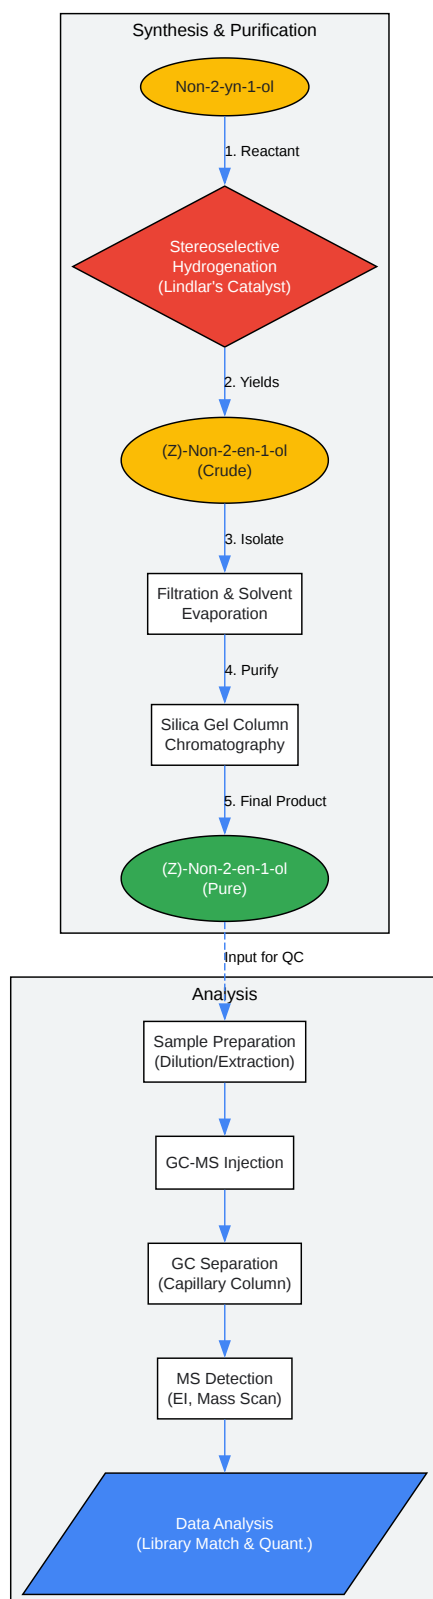 Synthesis & Purification
Non-2-yn-1-ol
1. Reactant
Stereoselective
Hydrogenation
(Lindlar's Catalyst)
2. Yields
(Z)-Non-2-en-1-ol
(Crude)
3. Isolate
Filtration & Solvent
Evaporation
4. Purify
Silica Gel Column
Chromatography
5. Final Product
(Z)-Non-2-en-1-ol
(Pure)
Input for QC
Analysis
Sample Preparation
(Dilution/Extraction)
GC-MS Injection
GC Separation
(Capillary Column)
MS Detection
(EI, Mass Scan)
Data Analysis
(Library Match & Quant.)